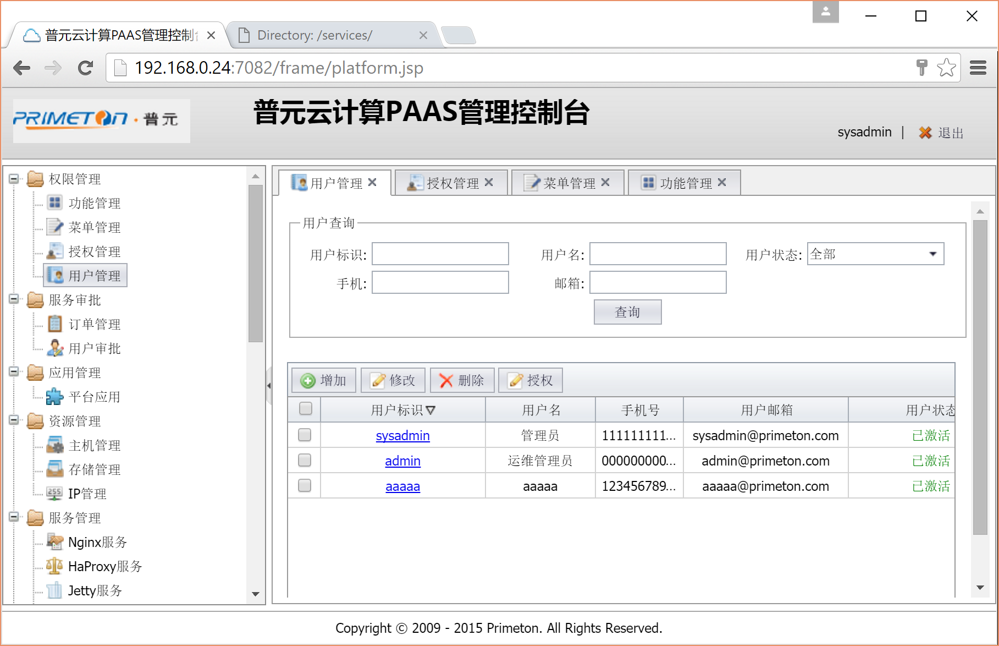 普元云计算PAAS管理控制台
Directory: /services/
192.168.0.24:7082/frame/platform.jsp
PRIMETON·普元
普元云计算PAAS管理控制台
sysadmin | 退出
权限管理
功能管理
菜单管理
授权管理
用户管理
服务审批
订单管理
用户审批
应用管理
平台应用
资源管理
主机管理
存储管理
255 IP管理
服务管理
Nginx服务
HaProxy服务
Jetty服务
用户管理 授权管理 菜单管理 功能管理
用户查询
用户标识: 用户名: 用户状态: 全部
手机: 邮箱:
查询
增加 修改 删除 授权
用户标识 用户名 手机号 用户邮箱 用户状态
sysadmin 管理员 111111111... sysadmin@primeton.com 已激活
admin 运维管理员 000000000... admin@primeton.com 已激活
aaaaa aaaaa 123456789... aaaaa@primeton.com 已激活
Copyright © 2009 - 2015 Primeton. All Rights Reserved.